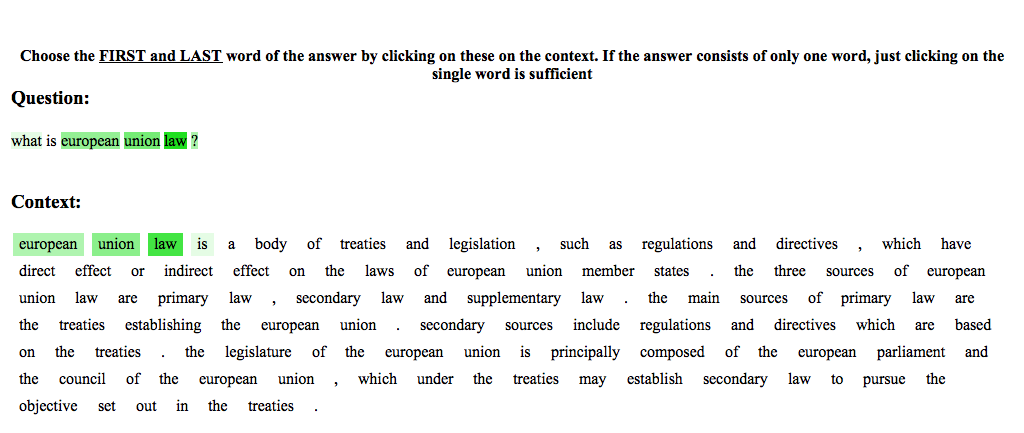 Choose the FIRST and LAST word of the answer by clicking on these on the context. If the answer consists of only one word, just clicking on the
single word is sufficient
Question:
what is european union law ?
Context:
european union law is a body of treaties and legislation , such as regulations and directives , which have
direct effect or indirect effect on the laws of european union member states . the three sources of european
union law are primary law , secondary law and supplementary law . the main sources of primary law are
the treaties establishing the european union . secondary sources include regulations and directives which are based
on the treaties . the legislature of the european union is principally composed of the european parliament and
the council of the european union , which under the treaties may establish secondary law to pursue the
objective set out in the treaties .